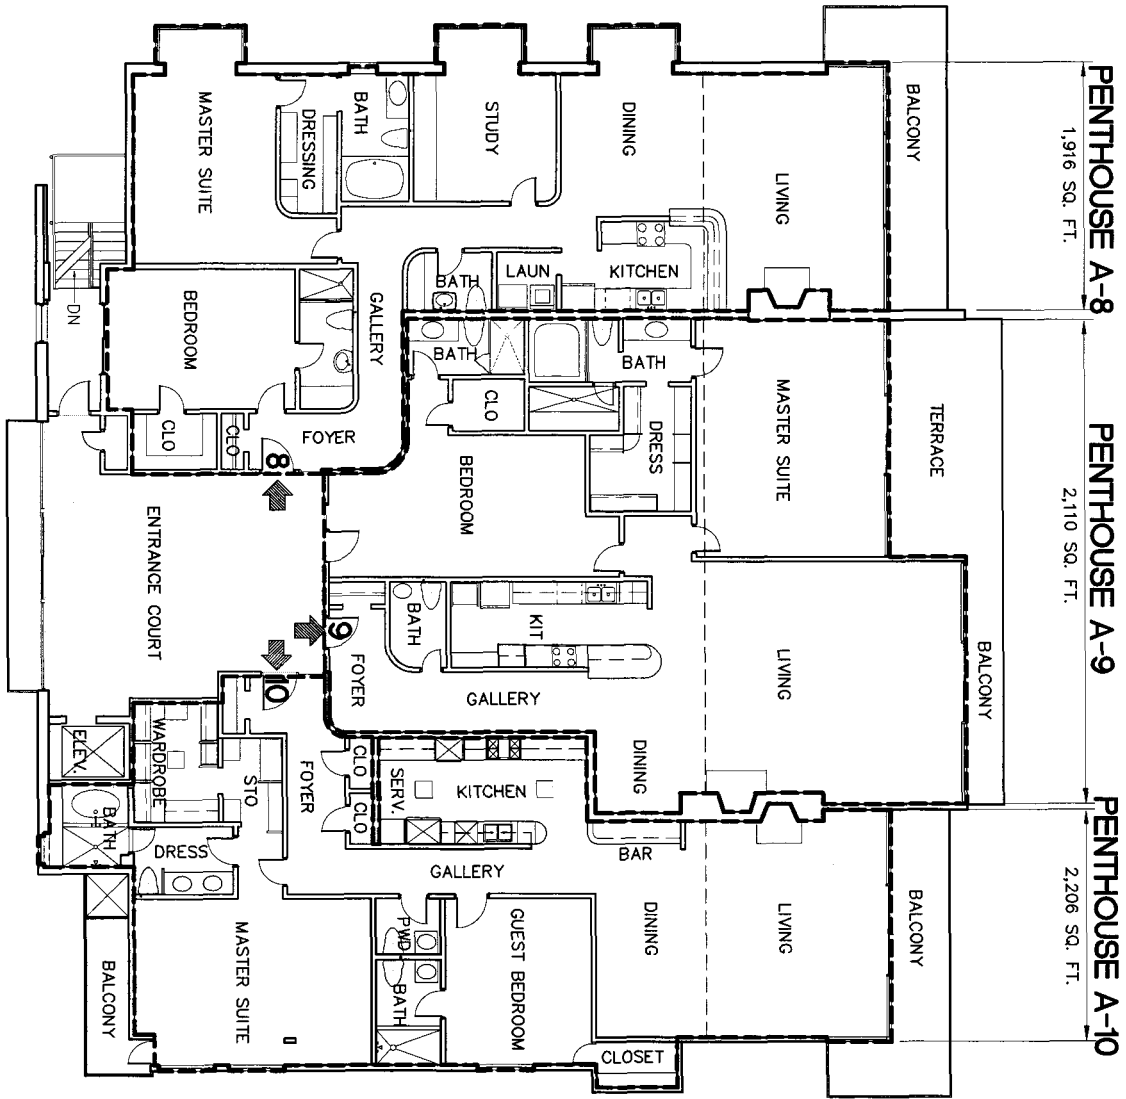 PENTHOUSE A-8
1,916 SQ. FT.
BALCONY
LIVING
DINING
STUDY
BATH
DRESSING
MASTER SUITE
KITCHEN
LAUN
BATH
GALLERY
BEDROOM
DN
CLO
CLO
FOYER
8
PENTHOUSE A-9
2,110 SQ. FT.
TERRACE
MASTER SUITE
BATH
BATH
CLO
DRESS
BEDROOM
BALCONY
LIVING
KIT
BATH
9
FOYER
GALLERY
DINING
ENTRANCE COURT
ELEV.
PENTHOUSE A-10
2,206 SQ. FT.
10
WARDROBE
STO
FOYER
CLO
CLO
SERV.
KITCHEN
BATH
DRESS
BAR
GALLERY
BALCONY
LIVING
DINING
PWD.
BATH
GUEST BEDROOM
MASTER SUITE
BALCONY
CLOSET